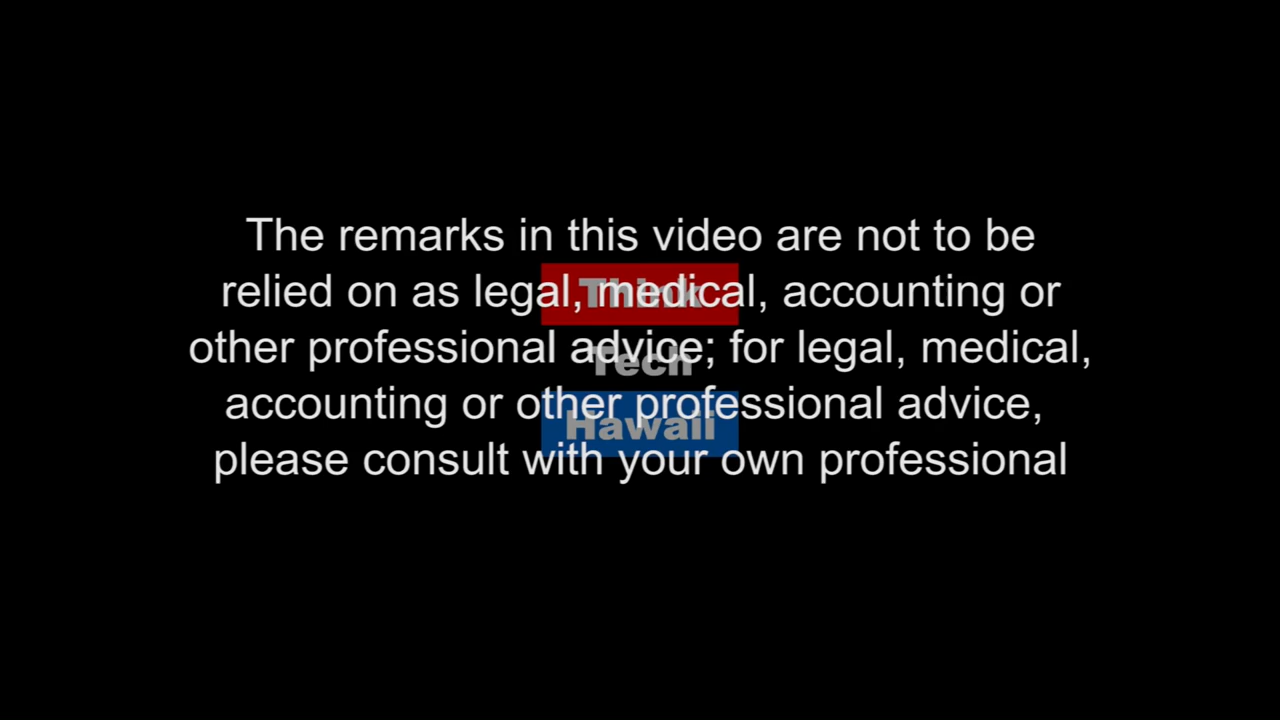 The remarks in this video are not to be
relied on as legal, medical, accounting or
other professional advice; for legal, medical,
accounting or other professional advice,
please consult with your own professional
Think
Tech
Hawaii